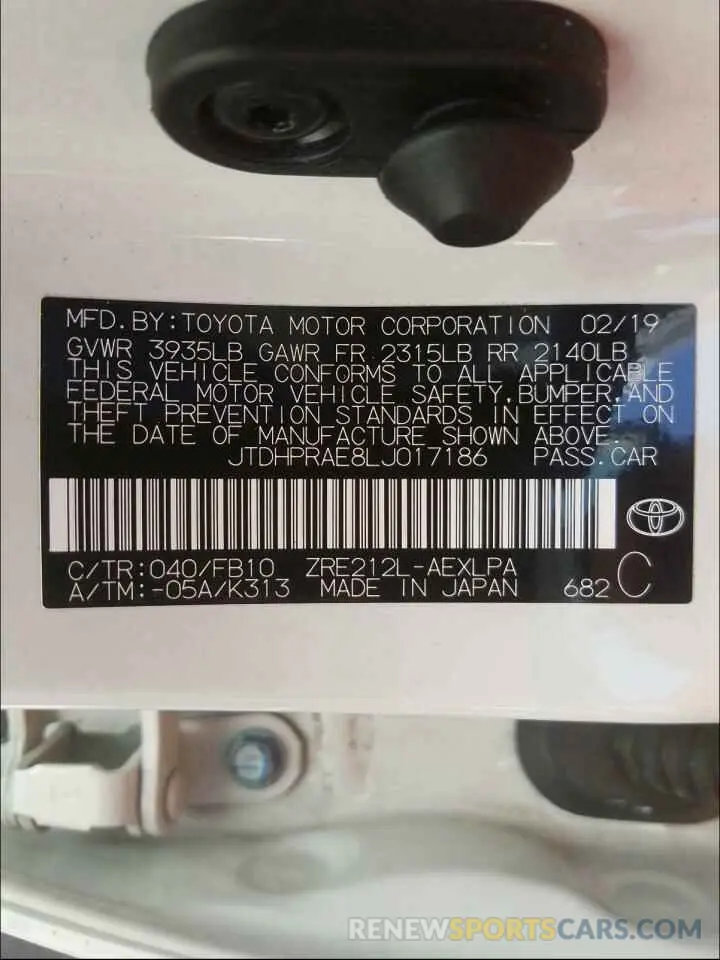 MFD.BY:TOYOTA MOTOR CORPORATION 02/19
GVWR 3935LB GAWR FR 2315LB RR 2140LB
THIS VEHICLE CONFORMS TO ALL APPLICABLE
FEDERAL MOTOR VEHICLE SAFETY,BUMPER,AND
THEFT PREVENTION STANDARDS IN EFFECT ON
THE DATE OF MANUFACTURE SHOWN ABOVE.
JTDHPRAE8LJ017186 PASS.CAR
C/TR:040/FB10 ZRE212L-AEXLPA
A/TM:-05A/K313 MADE IN JAPAN 682 C
RENEWSPORTSCARS.COM